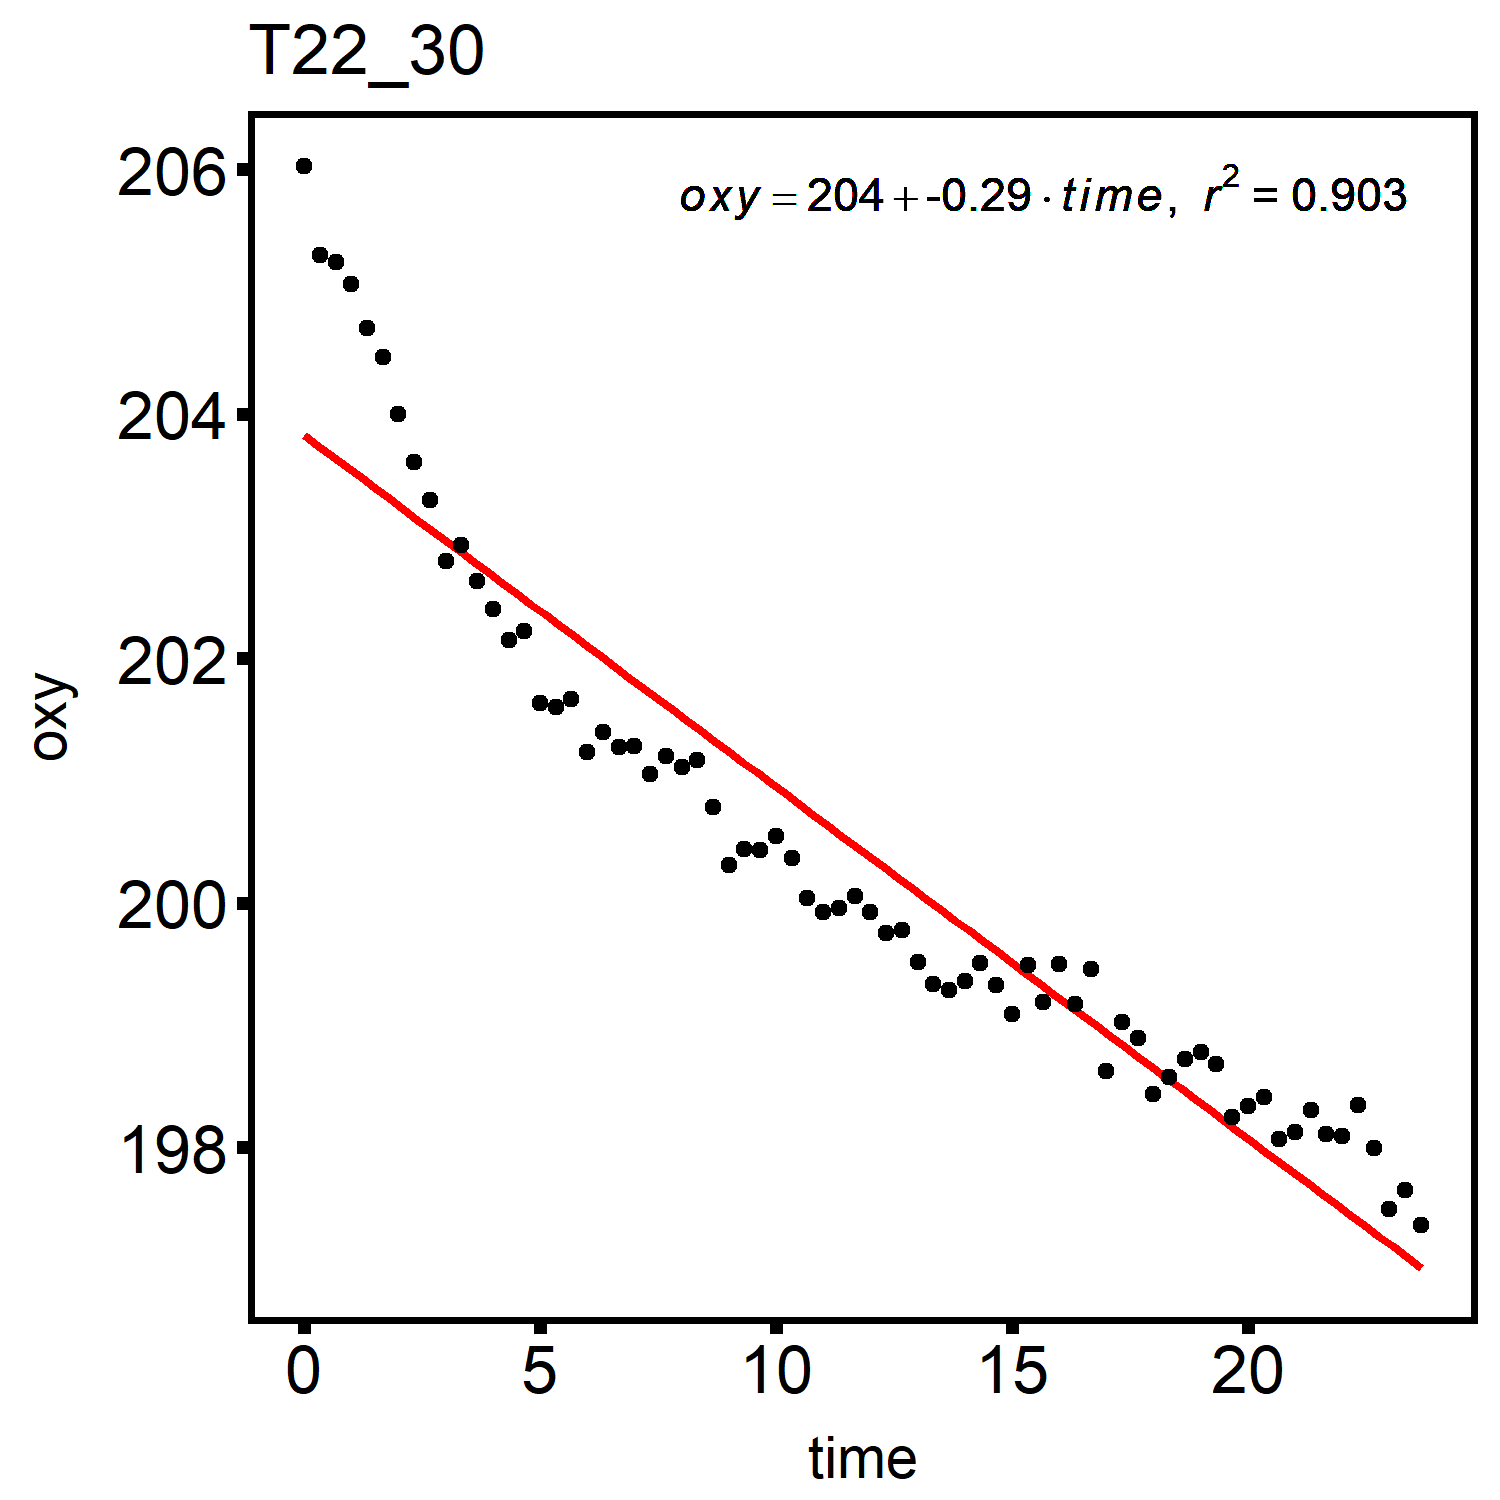 T22_30
oxy = 204 + -0.29 · time, r² = 0.903
206
204
202
200
198
oxy
0 5 10 15 20
time